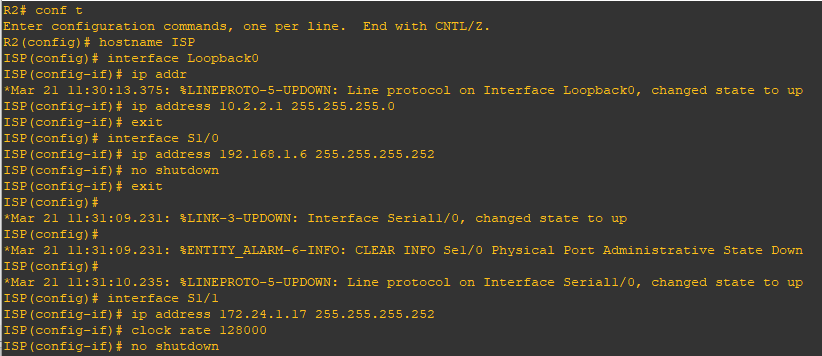 R2# conf t
Enter configuration commands, one per line.  End with CNTL/Z.
R2(config)# hostname ISP
ISP(config)# interface Loopback0
ISP(config-if)# ip addr
*Mar 21 11:30:13.375: %LINEPROTO-5-UPDOWN: Line protocol on Interface Loopback0, changed state to up
ISP(config-if)# ip address 10.2.2.1 255.255.255.0
ISP(config-if)# exit
ISP(config)# interface S1/0
ISP(config-if)# ip address 192.168.1.6 255.255.255.252
ISP(config-if)# no shutdown
ISP(config-if)# exit
ISP(config)#
*Mar 21 11:31:09.231: %LINK-3-UPDOWN: Interface Serial1/0, changed state to up
ISP(config)#
*Mar 21 11:31:09.231: %ENTITY_ALARM-6-INFO: CLEAR INFO Se1/0 Physical Port Administrative State Down
ISP(config)#
*Mar 21 11:31:10.235: %LINEPROTO-5-UPDOWN: Line protocol on Interface Serial1/0, changed state to up
ISP(config)# interface S1/1
ISP(config-if)# ip address 172.24.1.17 255.255.255.252
ISP(config-if)# clock rate 128000
ISP(config-if)# no shutdown